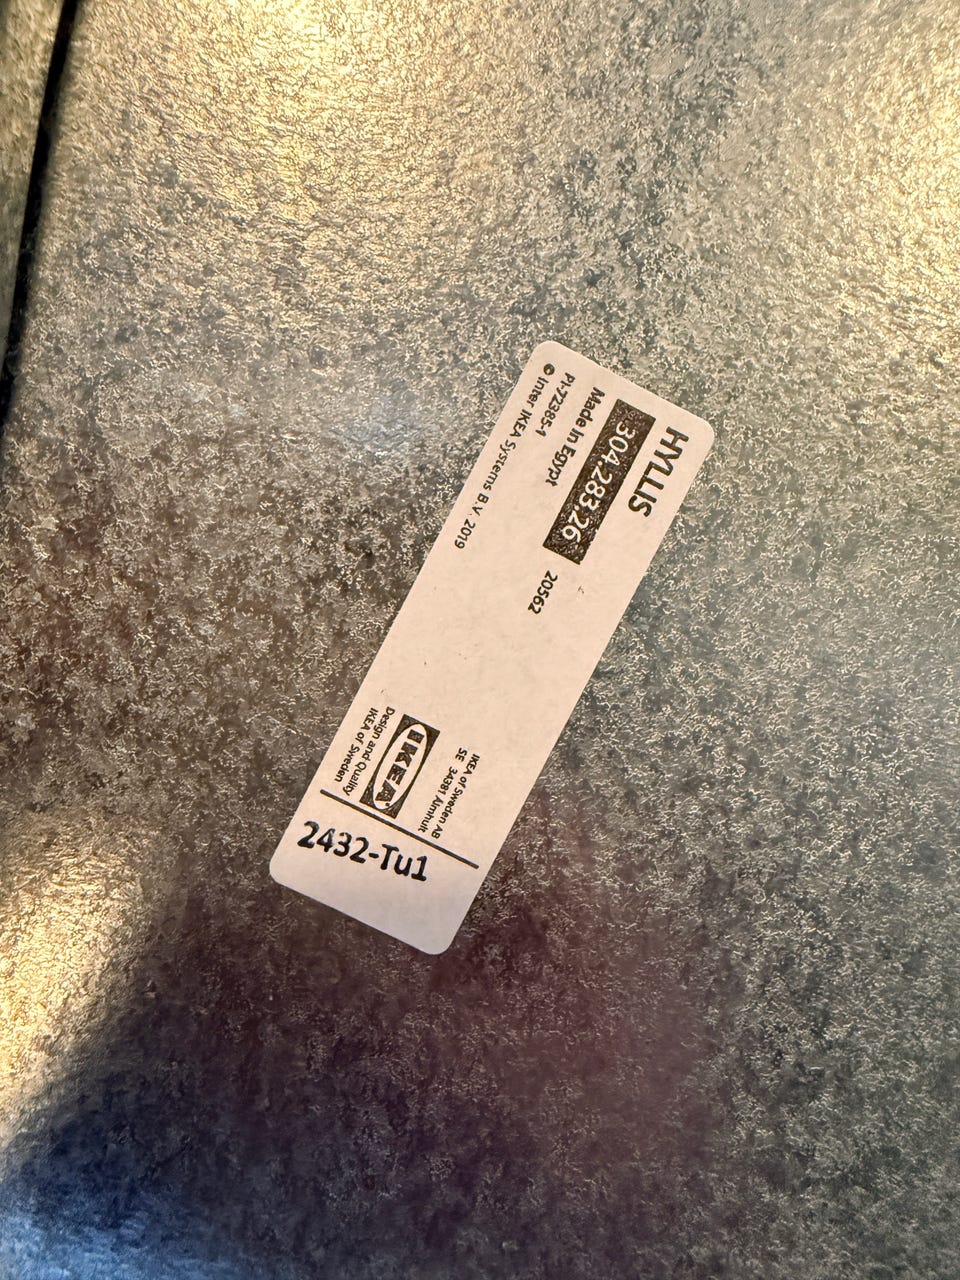 HYLLIS
304.283.26 20562
Made In Egypt
PI-72385-1
© Inter IKEA Systems B.V. 2019
IKEA of Sweden AB
SE 34381 Älmhult
IKEA
Design and Quality
IKEA of Sweden
2432-Tu1